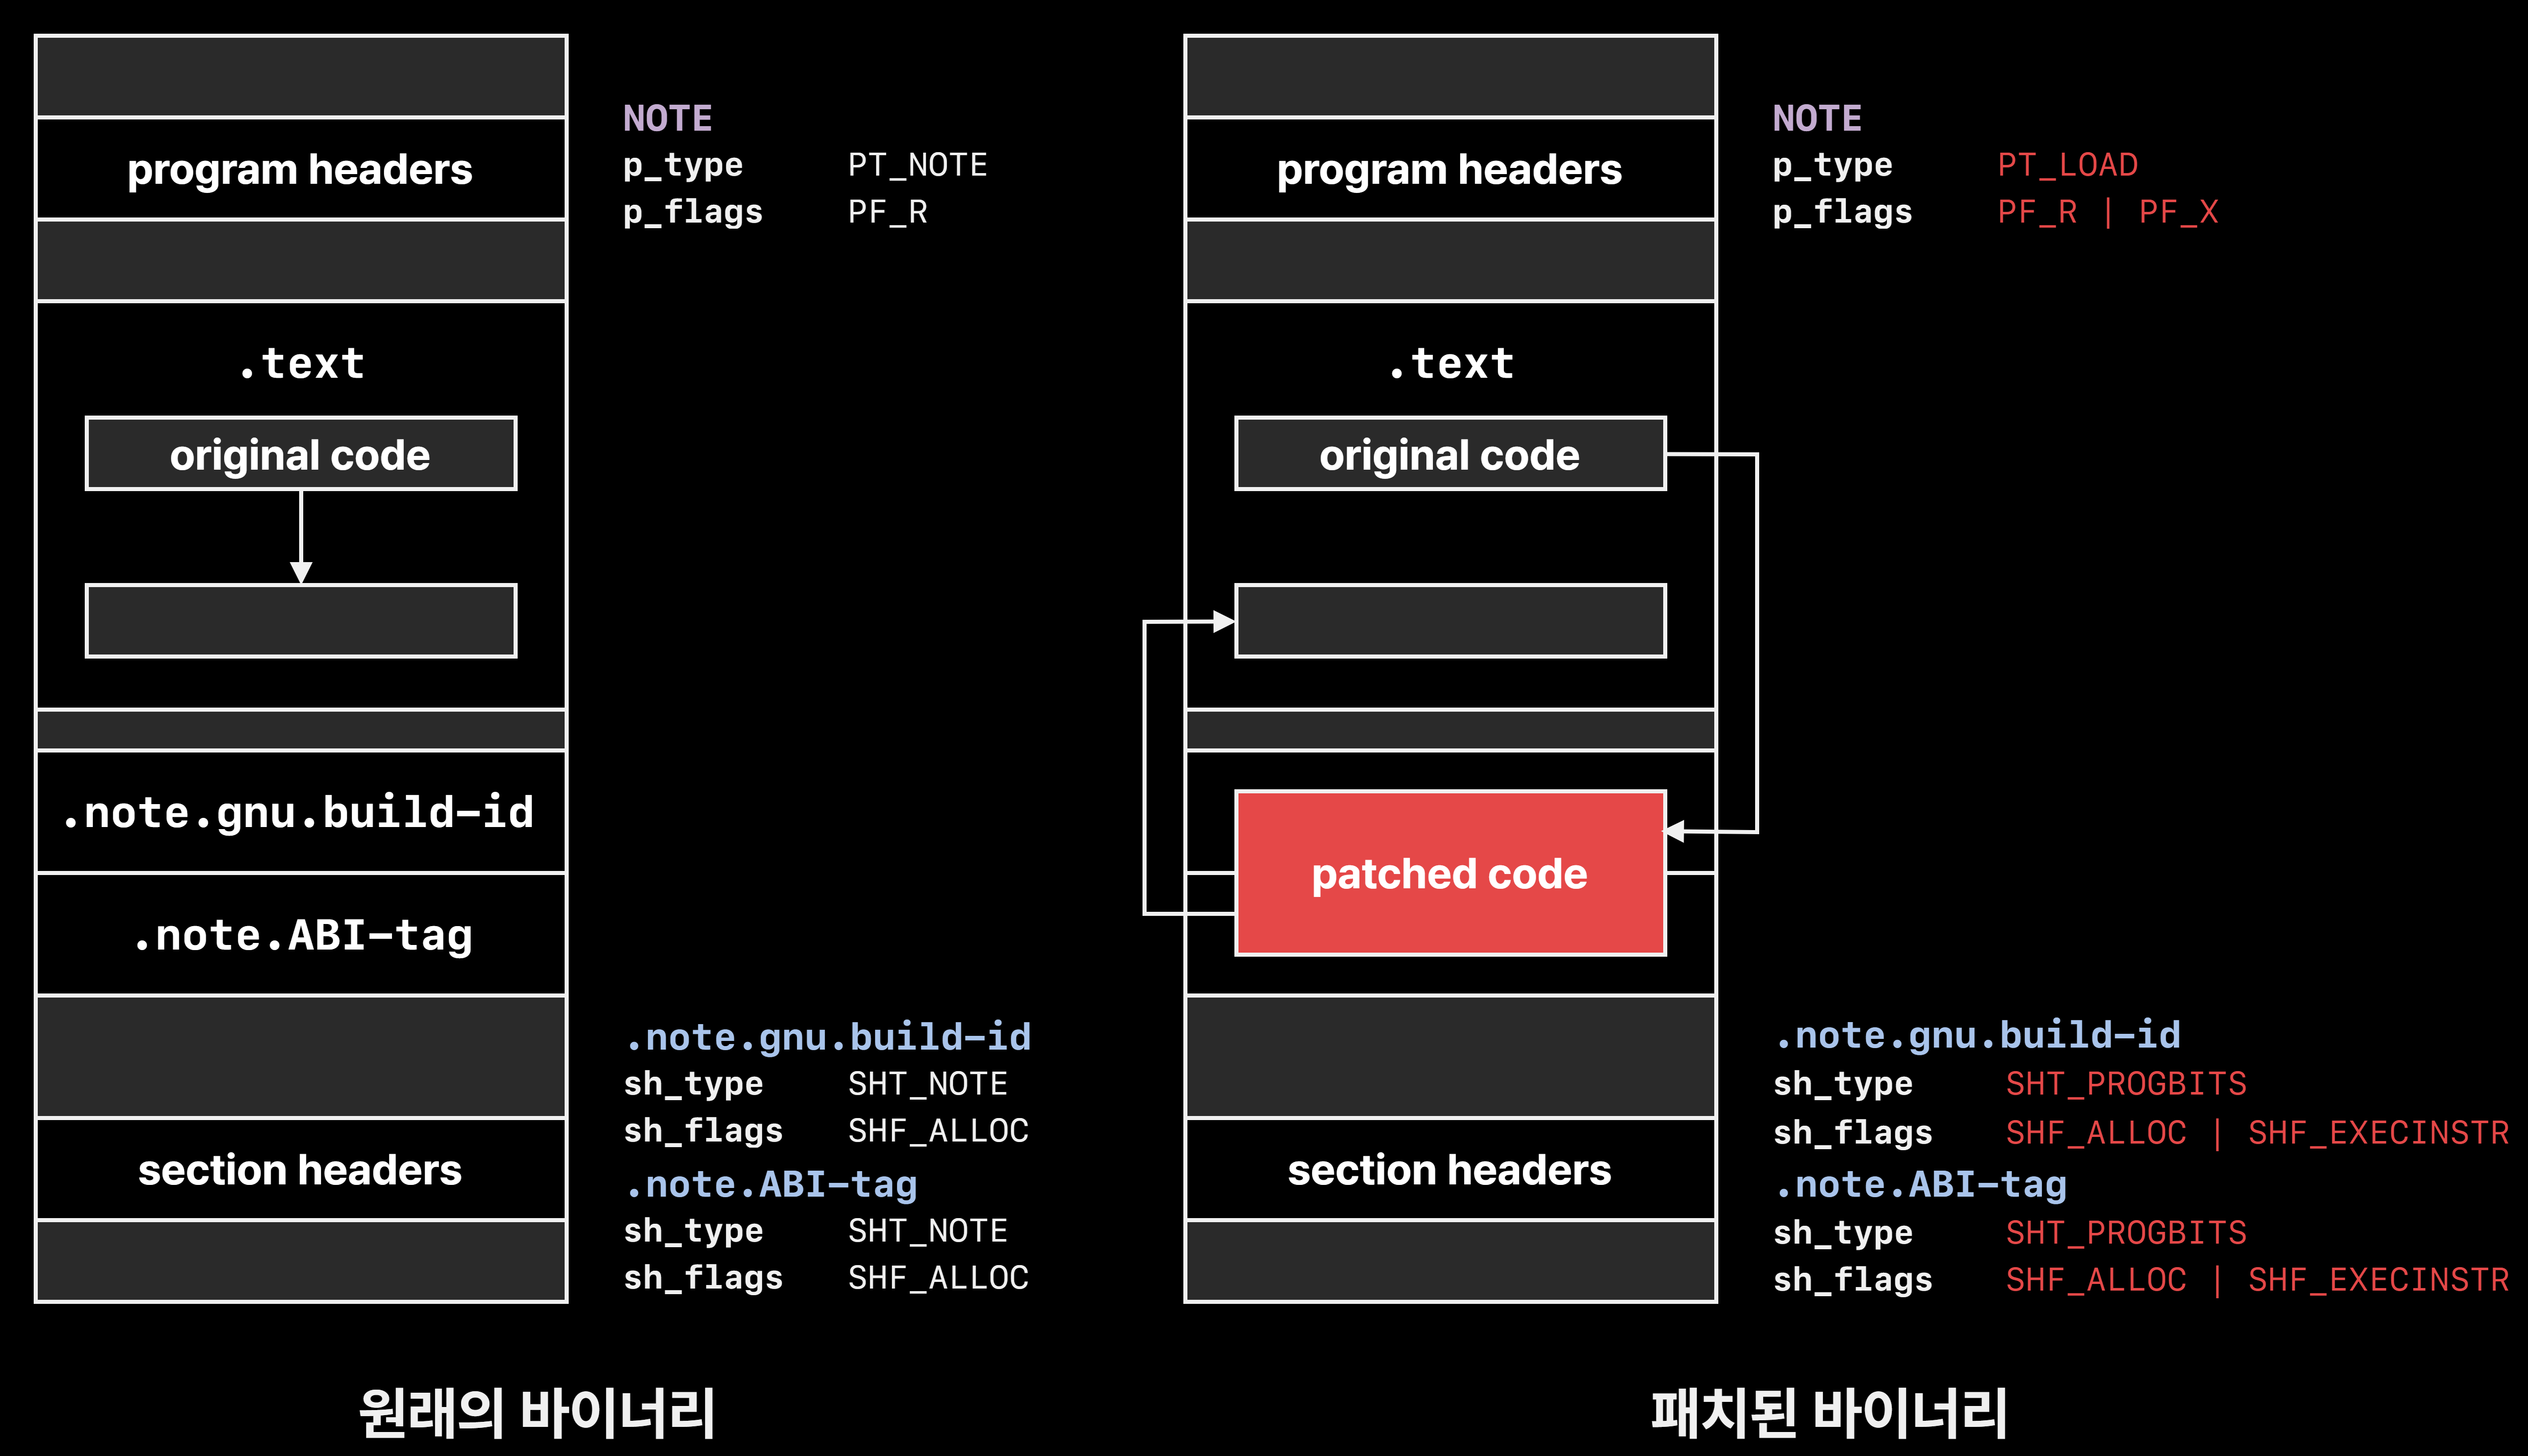 program headers
NOTE
p_type PT_NOTE
p_flags PF_R
.text
original code
.note.gnu.build-id
.note.ABI-tag
section headers
.note.gnu.build-id
sh_type SHT_NOTE
sh_flags SHF_ALLOC
.note.ABI-tag
sh_type SHT_NOTE
sh_flags SHF_ALLOC
원래의 바이너리
program headers
NOTE
p_type PT_LOAD
p_flags PF_R | PF_X
.text
original code
patched code
section headers
.note.gnu.build-id
sh_type SHT_PROGBITS
sh_flags SHF_ALLOC | SHF_EXECINSTR
.note.ABI-tag
sh_type SHT_PROGBITS
sh_flags SHF_ALLOC | SHF_EXECINSTR
패치된 바이너리